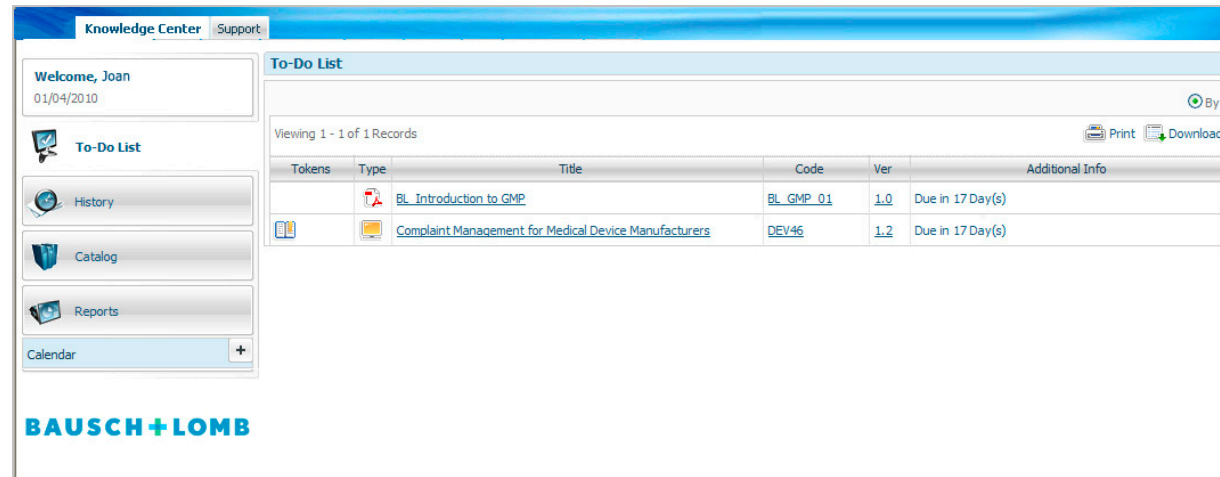 Knowledge Center Support
Welcome, Joan
01/04/2010
To-Do List
History
Catalog
Reports
Calendar +
BAUSCH+LOMB
To-Do List
By
Viewing 1 - 1 of 1 Records Print Download
Tokens Type Title Code Ver Additional Info
BL_Introduction to GMP BL_GMP_01 1.0 Due in 17 Day(s)
Complaint Management for Medical Device Manufacturers DEV46 1.2 Due in 17 Day(s)